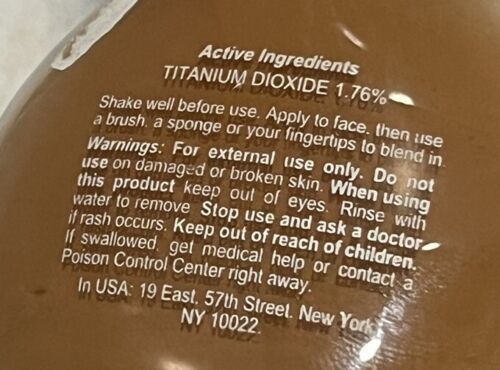 Active Ingredients
TITANIUM DIOXIDE 1.76%
Shake well before use. Apply to face. then use
a brush. a sponge or your fingertips to blend in.
Warnings: For external use only. Do not
use on damaged or broken skin. When using
this product keep out of eyes. Rinse with
water to remove. Stop use and ask a doctor
if rash occurs. Keep out of reach of children.
If swallowed, get medical help or contact a
Poison Control Center right away.
In USA: 19 East. 57th Street. New York
NY 10022.